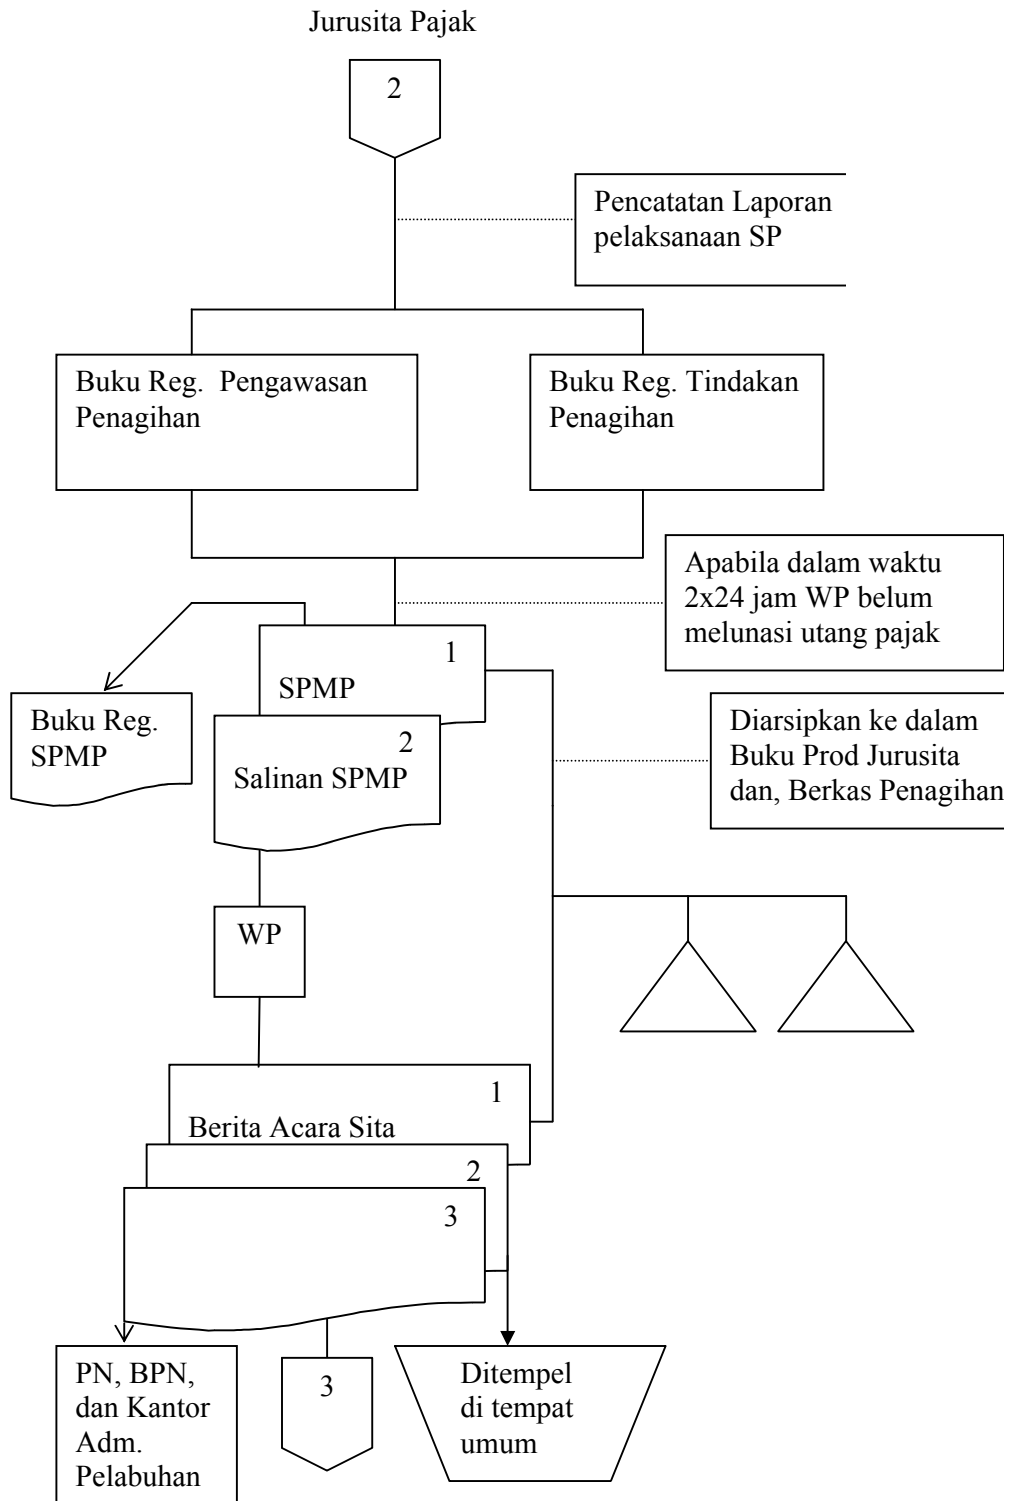 Jurusita Pajak
2
Pencatatan Laporan
pelaksanaan SP
Buku Reg.  Pengawasan
Penagihan
Buku Reg. Tindakan
Penagihan
Apabila dalam waktu
2x24 jam WP belum
melunasi utang pajak
1
SPMP
Buku Reg.
SPMP
2
Salinan SPMP
Diarsipkan ke dalam
Buku Prod Jurusita
dan, Berkas Penagihan
WP
1
Berita Acara Sita
2
3
PN, BPN,
dan Kantor
Adm.
Pelabuhan
3
Ditempel
di tempat
umum